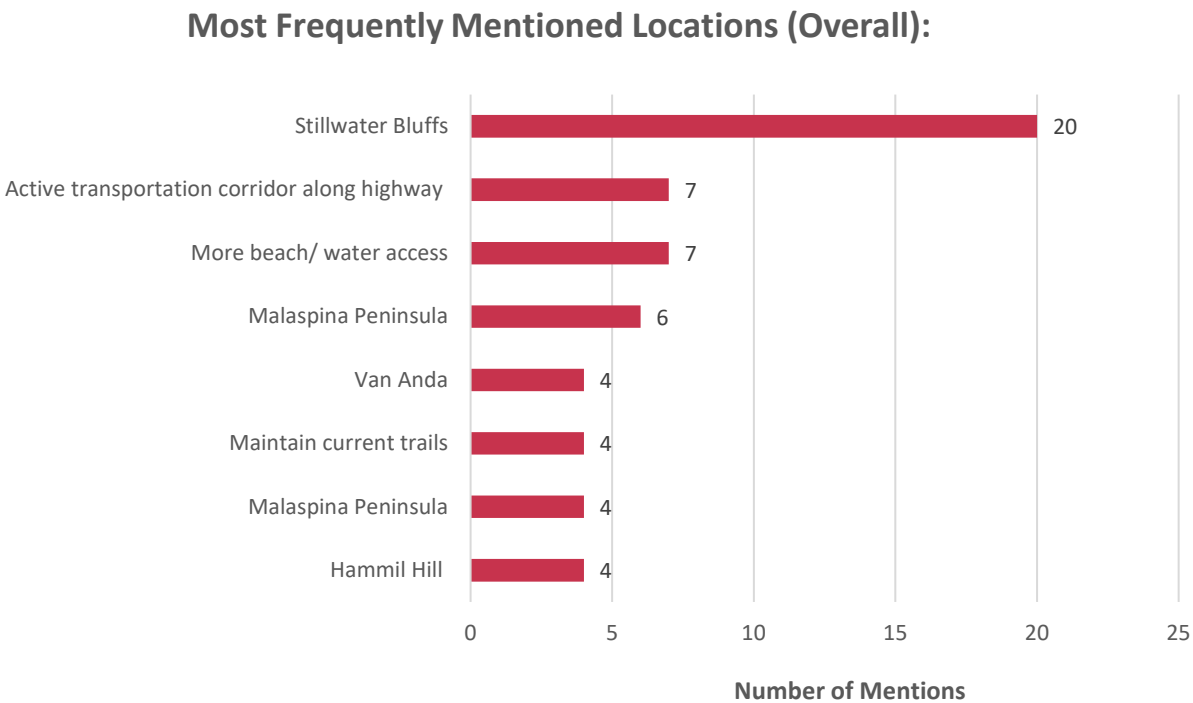 Most Frequently Mentioned Locations (Overall):
Stillwater Bluffs 20
Active transportation corridor along highway 7
More beach/ water access 7
Malaspina Peninsula 6
Van Anda 4
Maintain current trails 4
Malaspina Peninsula 4
Hammil Hill 4
0 5 10 15 20 25
Number of Mentions